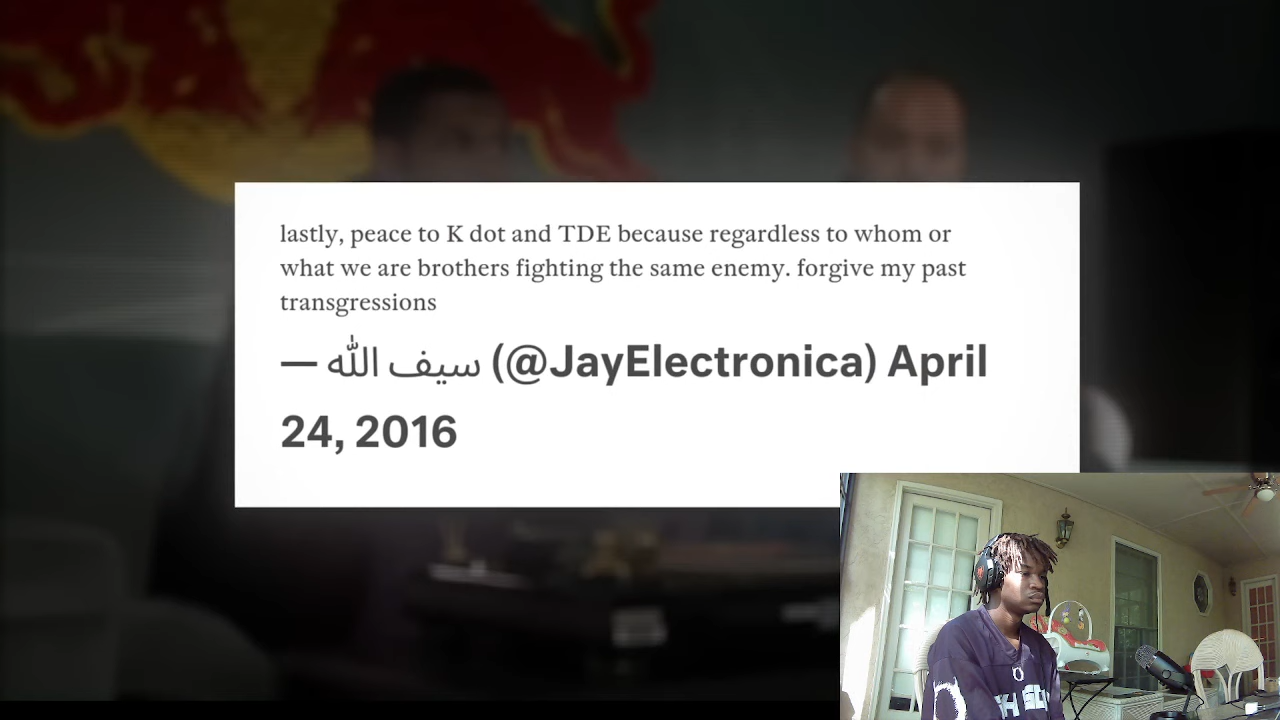 lastly, peace to K dot and TDE because regardless to whom or
what we are brothers fighting the same enemy. forgive my past
transgressions
— سيف الله (@JayElectronica) April
24, 2016